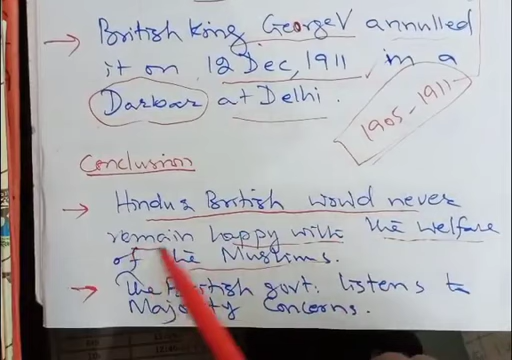 → British King George V annulled
it on 12 Dec, 1911 in a
Darbar at Delhi.
1905-1911
Conclusion
→ Hindu & British would never
remain happy with the welfare
of the Muslims.
→ The British govt: listens to
Majority Concerns.